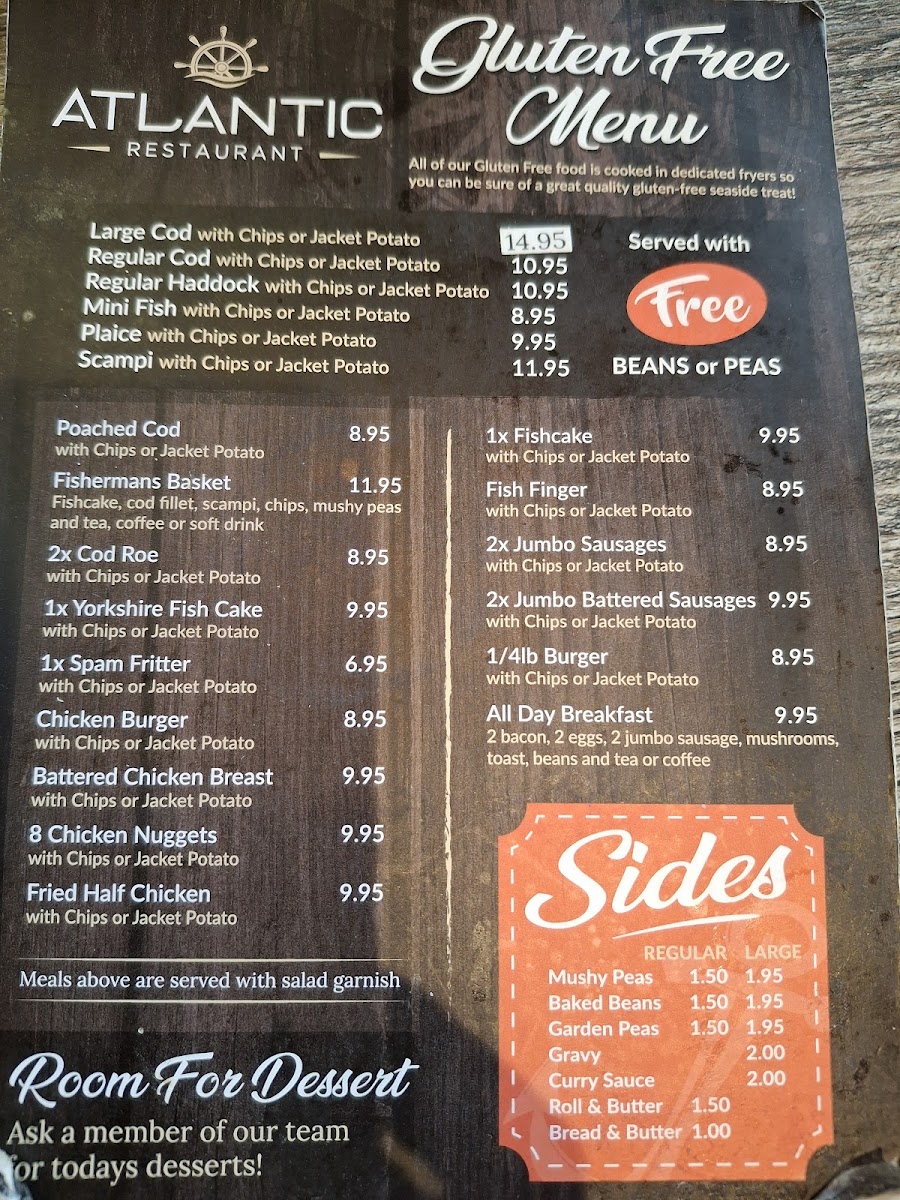 ATLANTIC
RESTAURANT
Gluten Free
Menu
All of our Gluten Free food is cooked in dedicated fryers so
you can be sure of a great quality gluten-free seaside treat!
Large Cod with Chips or Jacket Potato 14.95
Regular Cod with Chips or Jacket Potato 10.95
Regular Haddock with Chips or Jacket Potato 10.95
Mini Fish with Chips or Jacket Potato 8.95
Plaice with Chips or Jacket Potato 9.95
Scampi with Chips or Jacket Potato 11.95
Served with
Free
BEANS or PEAS
Poached Cod 8.95
with Chips or Jacket Potato
Fishermans Basket 11.95
Fishcake, cod fillet, scampi, chips, mushy peas
and tea, coffee or soft drink
2x Cod Roe 8.95
with Chips or Jacket Potato
1x Yorkshire Fish Cake 9.95
with Chips or Jacket Potato
1x Spam Fritter 6.95
with Chips or Jacket Potato
Chicken Burger 8.95
with Chips or Jacket Potato
Battered Chicken Breast 9.95
with Chips or Jacket Potato
8 Chicken Nuggets 9.95
with Chips or Jacket Potato
Fried Half Chicken 9.95
with Chips or Jacket Potato
Meals above are served with salad garnish
1x Fishcake 9.95
with Chips or Jacket Potato
Fish Finger 8.95
with Chips or Jacket Potato
2x Jumbo Sausages 8.95
with Chips or Jacket Potato
2x Jumbo Battered Sausages 9.95
with Chips or Jacket Potato
1/4lb Burger 8.95
with Chips or Jacket Potato
All Day Breakfast 9.95
2 bacon, 2 eggs, 2 jumbo sausage, mushrooms,
toast, beans and tea or coffee
Sides
REGULAR LARGE
Mushy Peas 1.50 1.95
Baked Beans 1.50 1.95
Garden Peas 1.50 1.95
Gravy 2.00
Curry Sauce 2.00
Roll & Butter 1.50
Bread & Butter 1.00
Room For Dessert
Ask a member of our team
for todays desserts!